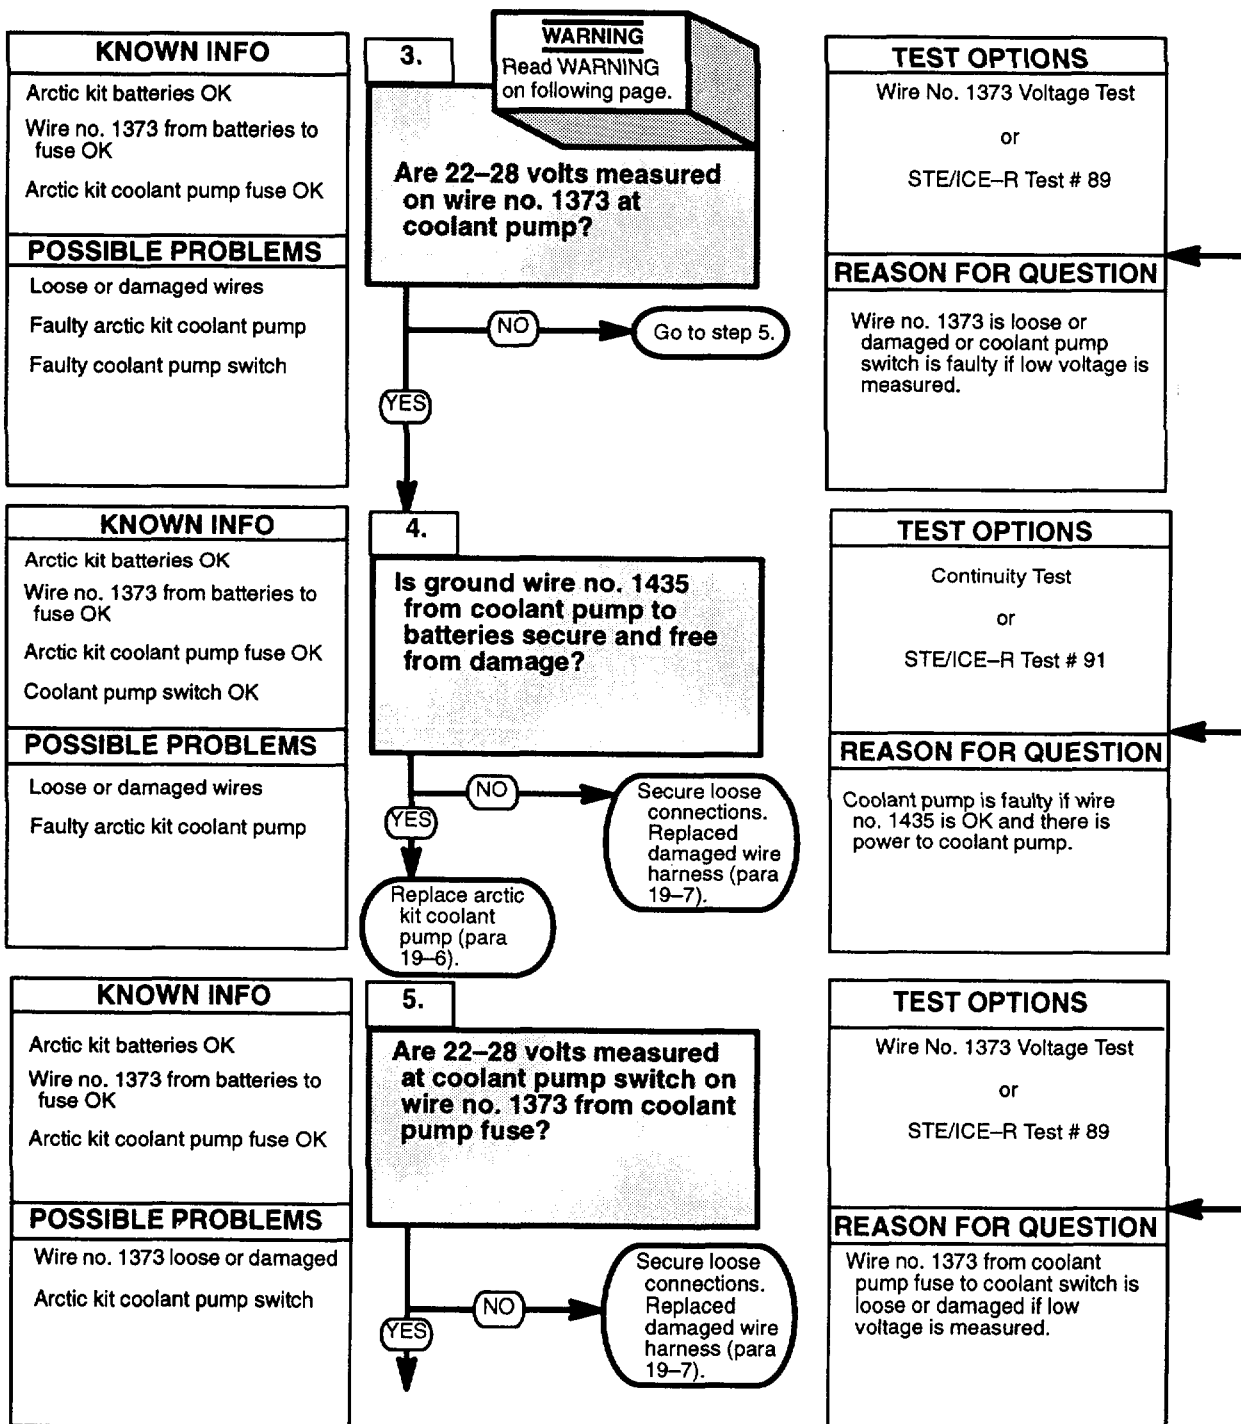 KNOWN INFO
Arctic kit batteries OK
Wire no. 1373 from batteries to
fuse OK
Arctic kit coolant pump fuse OK
POSSIBLE PROBLEMS
Loose or damaged wires
Faulty arctic kit coolant pump
Faulty coolant pump switch
3.
WARNING
Read WARNING
on following page.
Are 22–28 volts measured
on wire no. 1373 at
coolant pump?
NO
Go to step 5.
YES
TEST OPTIONS
Wire No. 1373 Voltage Test
or
STE/ICE–R Test # 89
REASON FOR QUESTION
Wire no. 1373 is loose or
damaged or coolant pump
switch is faulty if low voltage is
measured.
KNOWN INFO
Arctic kit batteries OK
Wire no. 1373 from batteries to
fuse OK
Arctic kit coolant pump fuse OK
Coolant pump switch OK
POSSIBLE PROBLEMS
Loose or damaged wires
Faulty arctic kit coolant pump
4.
Is ground wire no. 1435
from coolant pump to
batteries secure and free
from damage?
NO
Secure loose
connections.
Replaced
damaged wire
harness (para
19–7).
YES
Replace arctic
kit coolant
pump (para
19–6).
TEST OPTIONS
Continuity Test
or
STE/ICE–R Test # 91
REASON FOR QUESTION
Coolant pump is faulty if wire
no. 1435 is OK and there is
power to coolant pump.
KNOWN INFO
Arctic kit batteries OK
Wire no. 1373 from batteries to
fuse OK
Arctic kit coolant pump fuse OK
POSSIBLE PROBLEMS
Wire no. 1373 loose or damaged
Arctic kit coolant pump switch
5.
Are 22–28 volts measured
at coolant pump switch on
wire no. 1373 from coolant
pump fuse?
NO
Secure loose
connections.
Replaced
damaged wire
harness (para
19–7).
YES
TEST OPTIONS
Wire No. 1373 Voltage Test
or
STE/ICE–R Test # 89
REASON FOR QUESTION
Wire no. 1373 from coolant
pump fuse to coolant switch is
loose or damaged if low
voltage is measured.